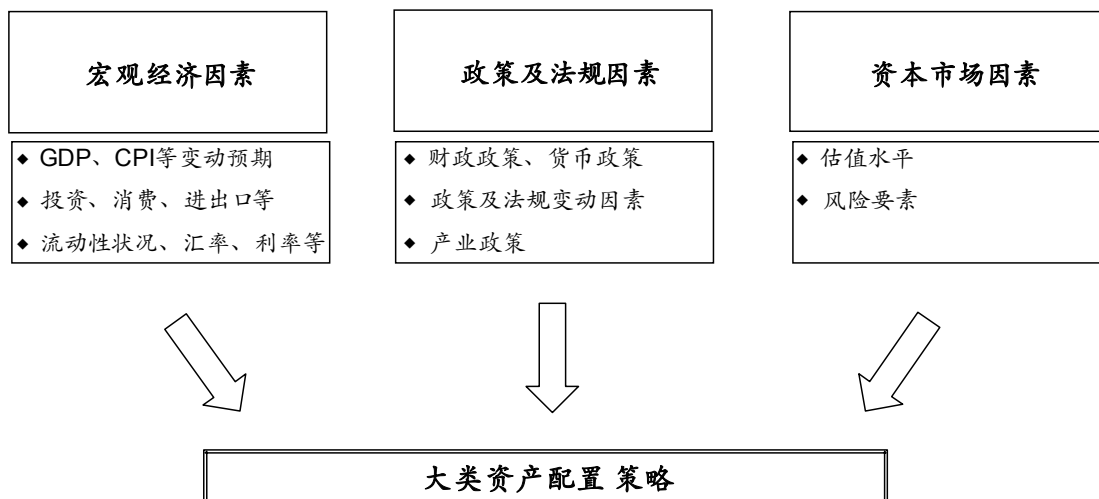 宏观经济因素
◆ GDP、CPI等变动预期
◆ 投资、消费、进出口等
◆ 流动性状况、汇率、利率等
政策及法规因素
◆ 财政政策、货币政策
◆ 政策及法规变动因素
◆ 产业政策
资本市场因素
◆ 估值水平
◆ 风险要素
大类资产配置 策略